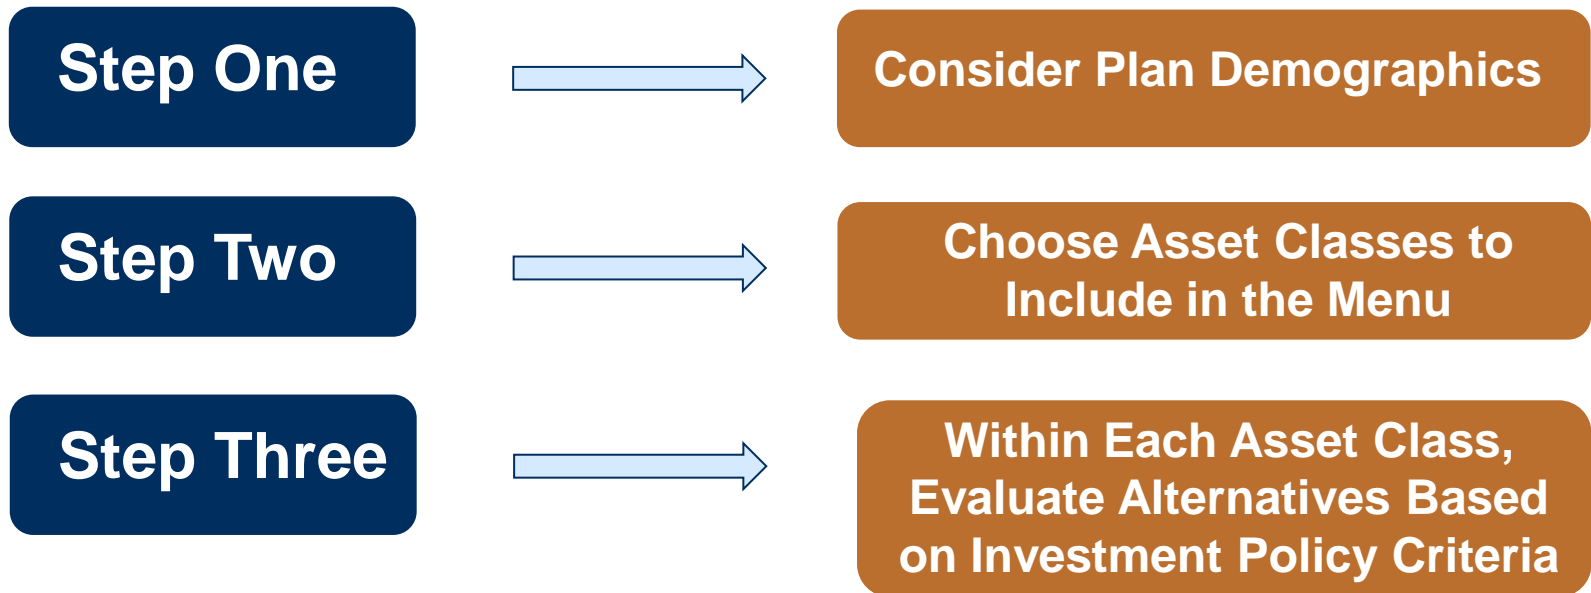 Step One
Consider Plan Demographics
Step Two
Choose Asset Classes to
Include in the Menu
Step Three
Within Each Asset Class,
Evaluate Alternatives Based
on Investment Policy Criteria